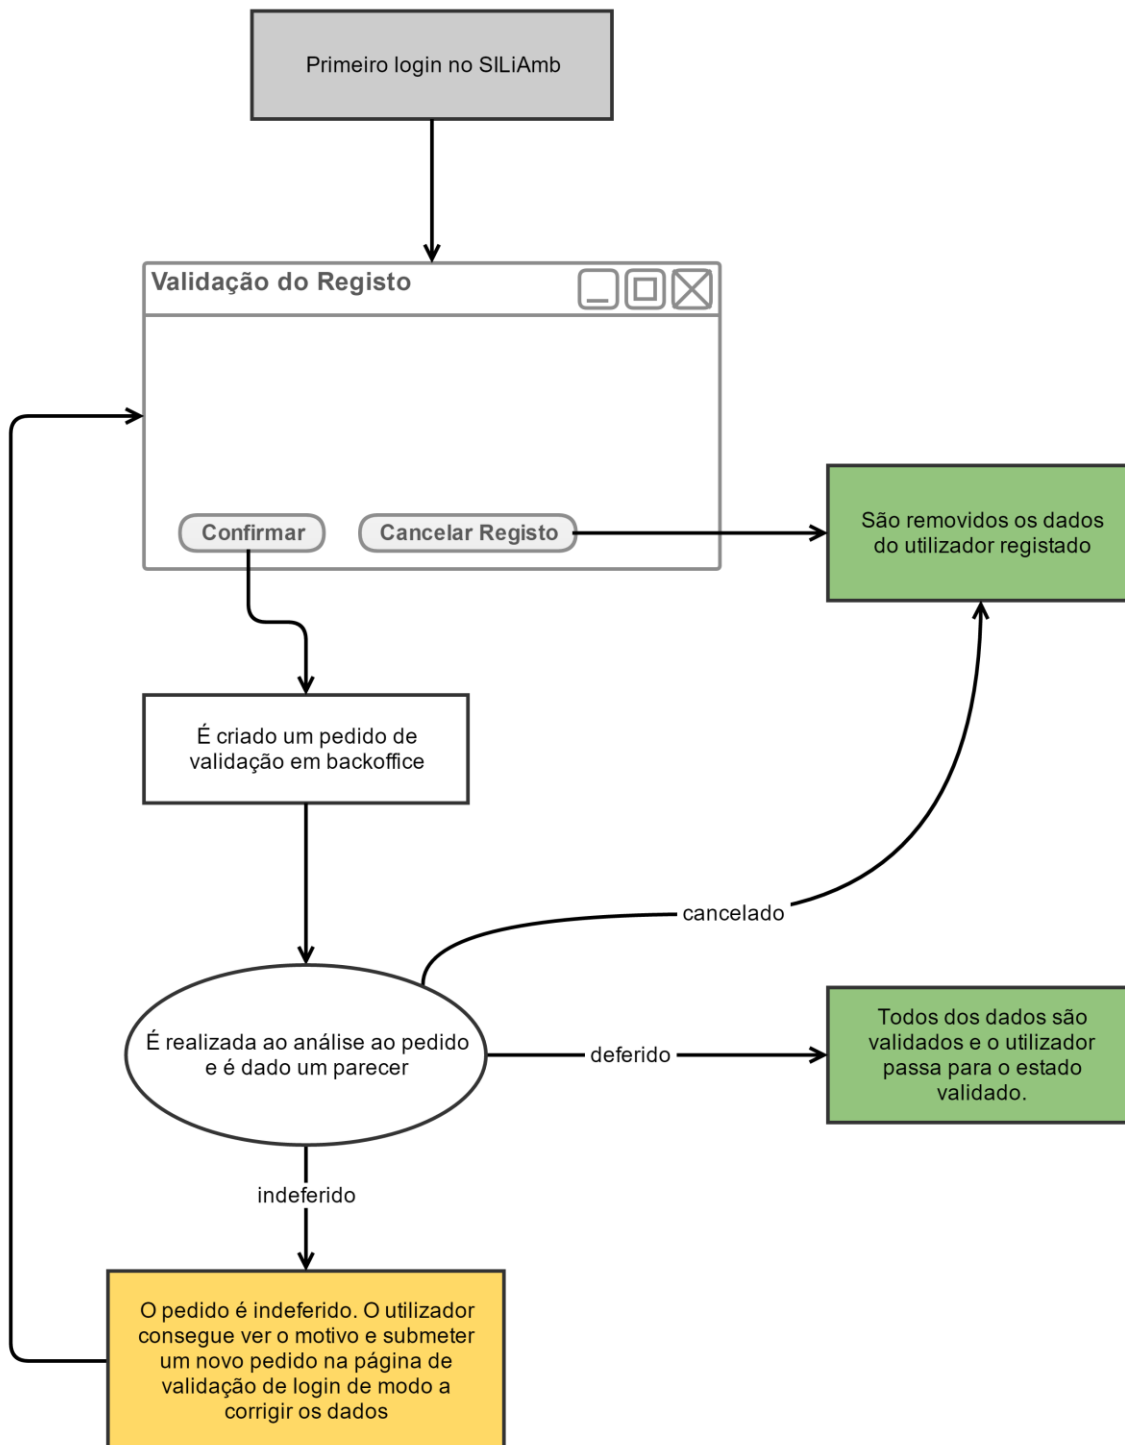 Primeiro login no SILiAmb
Validação do Registo
Confirmar
Cancelar Registo
São removidos os dados
do utilizador registado
É criado um pedido de
validação em backoffice
cancelado
É realizada ao análise ao pedido
e é dado um parecer
deferido
Todos dos dados são
validados e o utilizador
passa para o estado
validado.
indeferido
O pedido é indeferido. O utilizador
consegue ver o motivo e submeter
um novo pedido na página de
validação de login de modo a
corrigir os dados